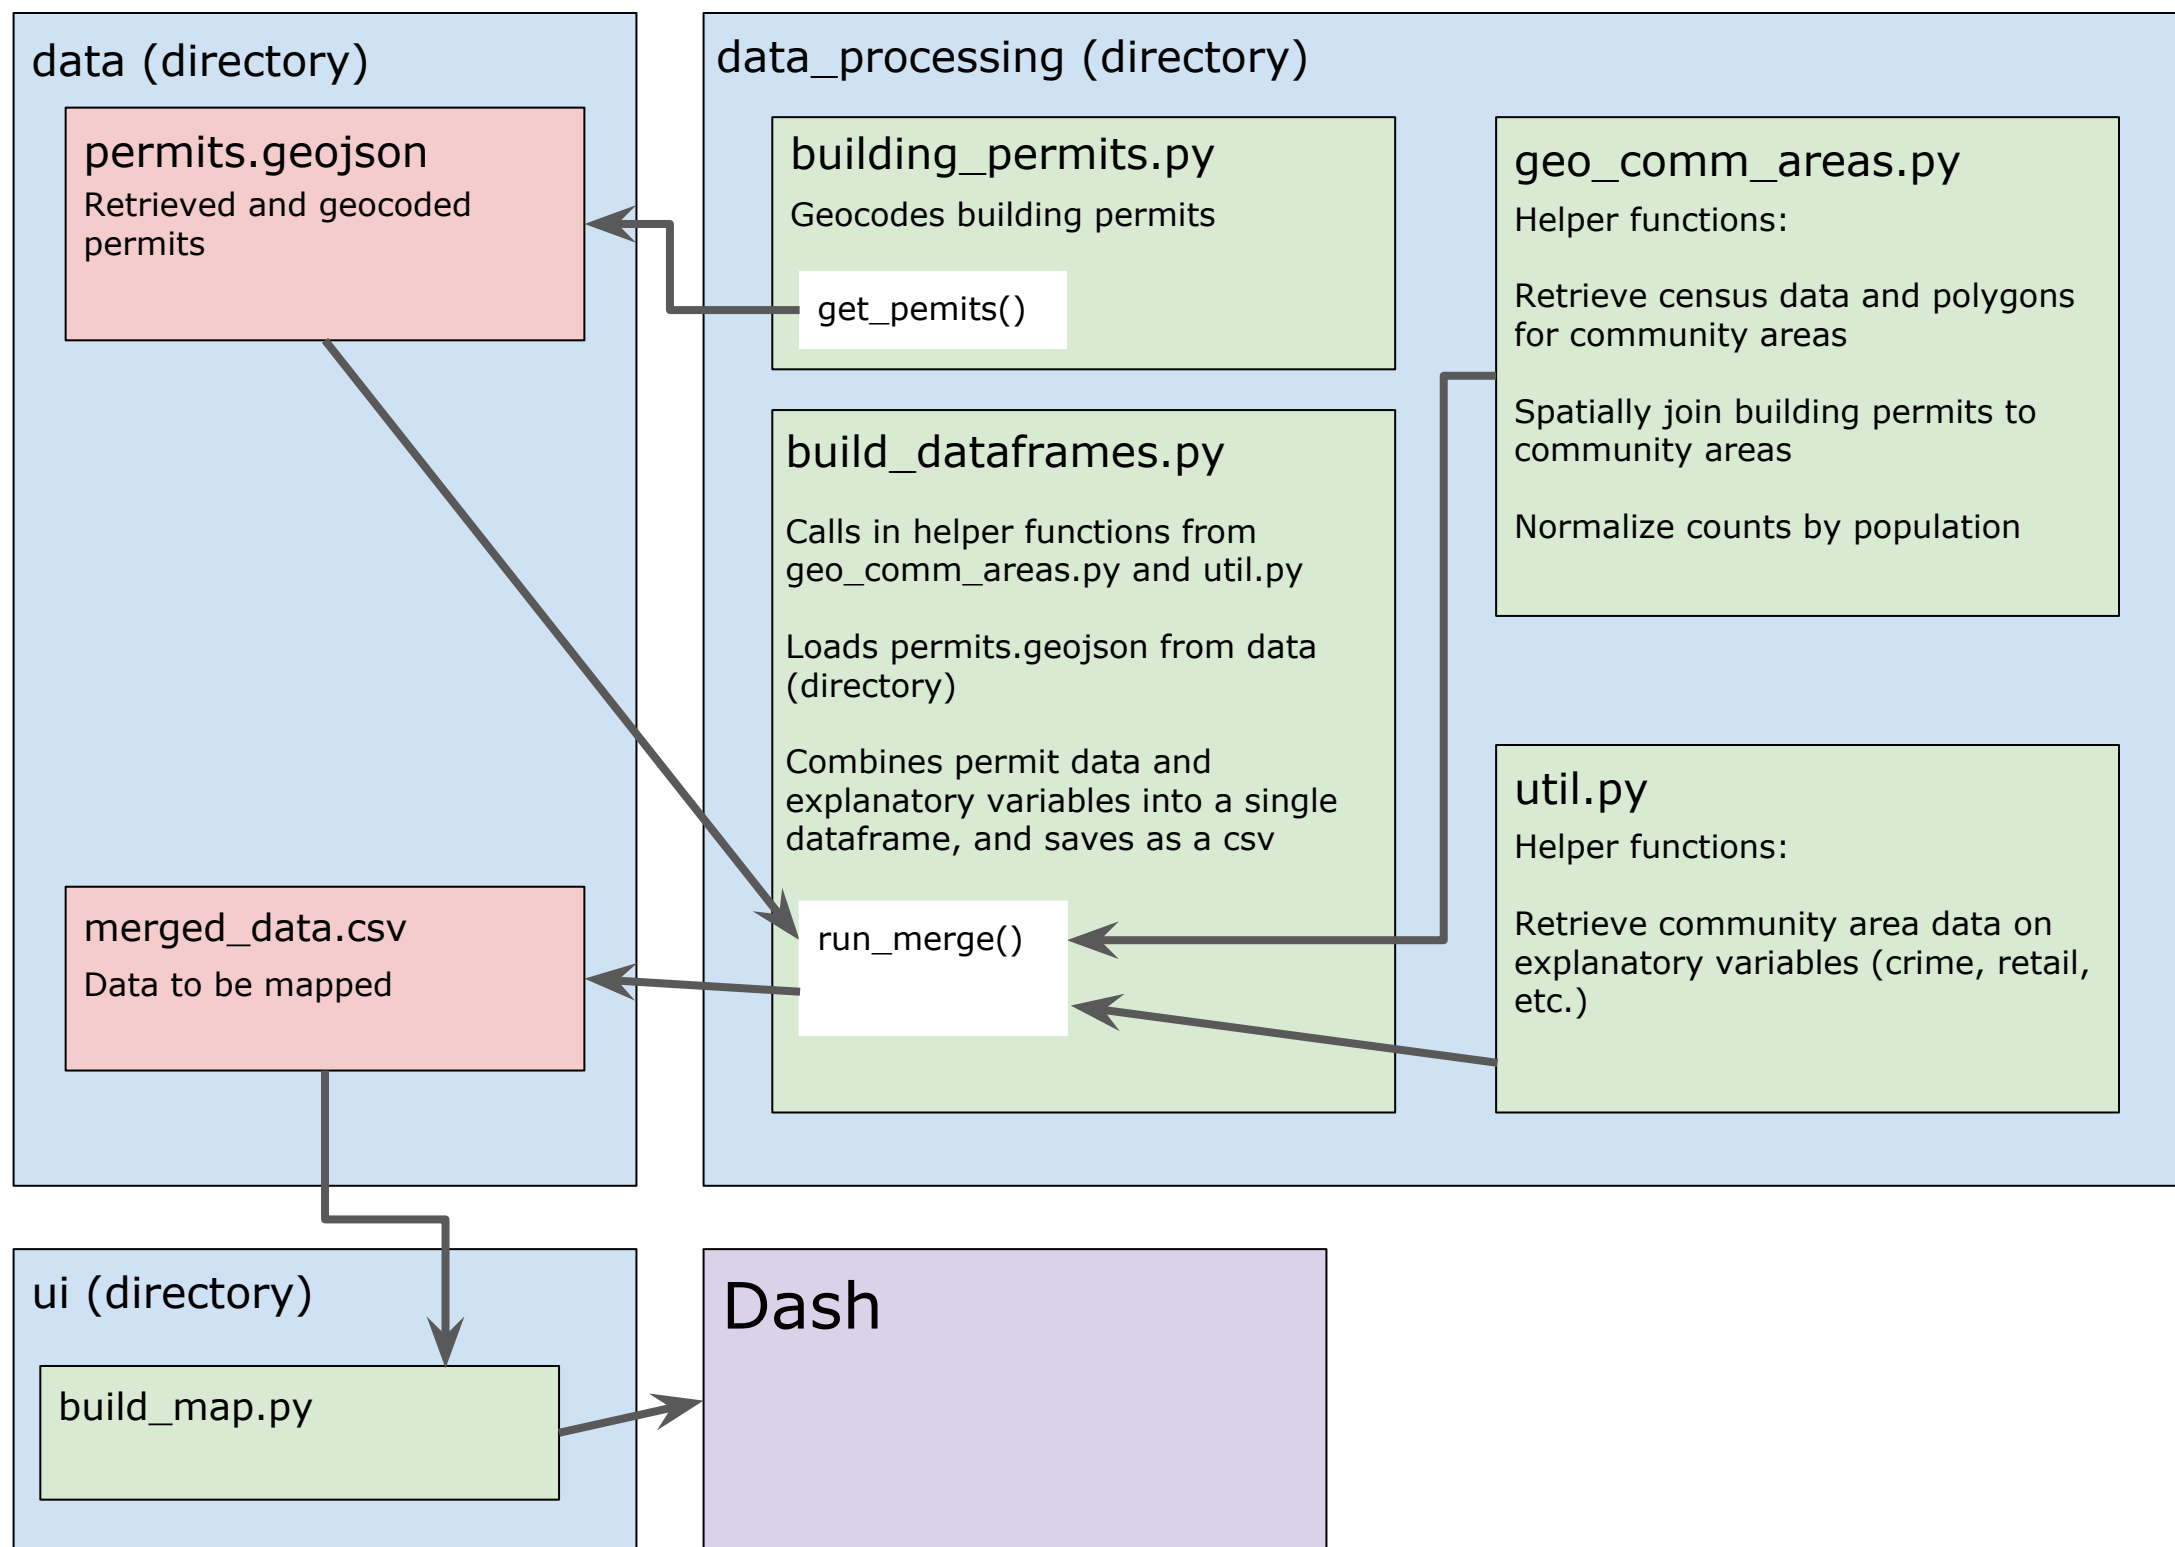 data (directory)
permits.geojson
Retrieved and geocoded
permits
merged_data.csv
Data to be mapped
data_processing (directory)
building_permits.py
Geocodes building permits
get_pemits()
build_dataframes.py
Calls in helper functions from
geo_comm_areas.py and util.py
Loads permits.geojson from data
(directory)
Combines permit data and
explanatory variables into a single
dataframe, and saves as a csv
run_merge()
geo_comm_areas.py
Helper functions:
Retrieve census data and polygons
for community areas
Spatially join building permits to
community areas
Normalize counts by population
util.py
Helper functions:
Retrieve community area data on
explanatory variables (crime, retail,
etc.)
ui (directory)
build_map.py
Dash